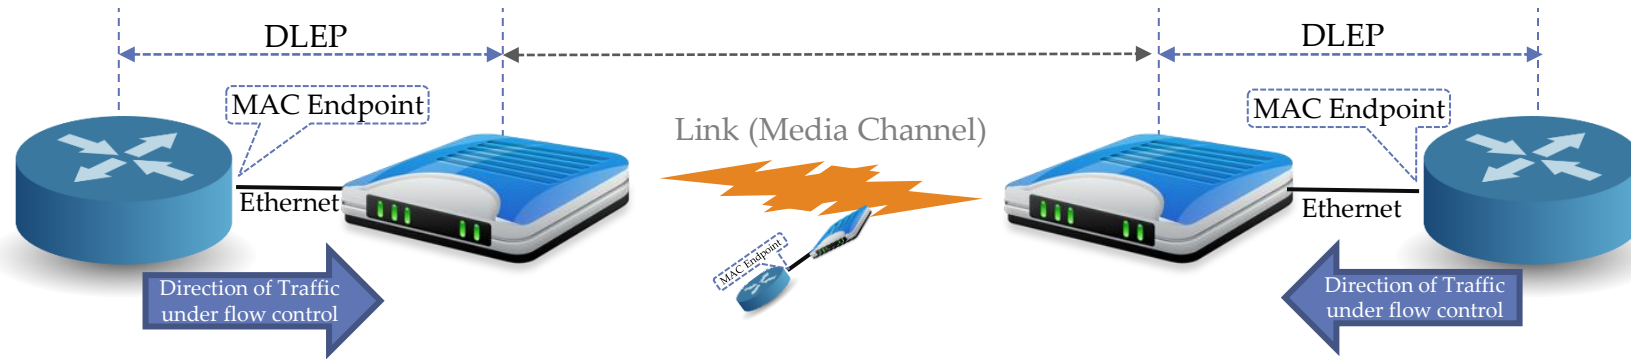 DLEP
DLEP
MAC Endpoint
MAC Endpoint
Link (Media Channel)
Ethernet
Ethernet
MAC Endpoint
Direction of Traffic
under flow control
Direction of Traffic
under flow control